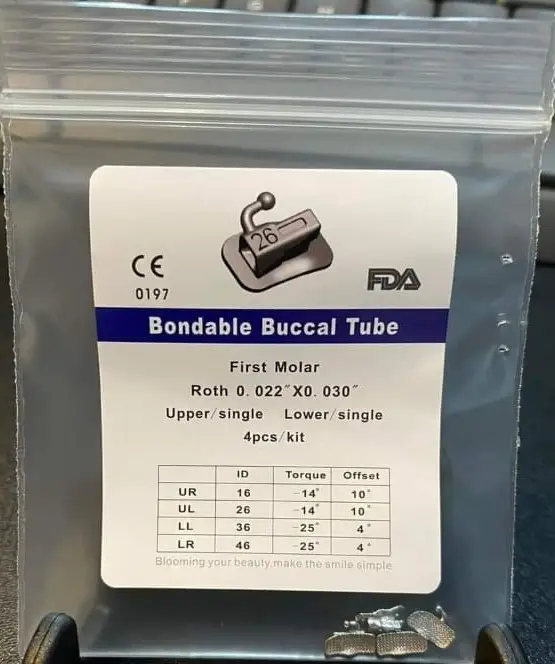 26
CE
0197
FDA
Bondable Buccal Tube
First Molar
Roth 0.022″X0.030″
Upper/single Lower/single
4pcs/kit
ID Torque Offset
UR 16 -14° 10°
UL 26 -14° 10°
LL 36 -25° 4°
LR 46 -25° 4°
Blooming your beauty,make the smile simple